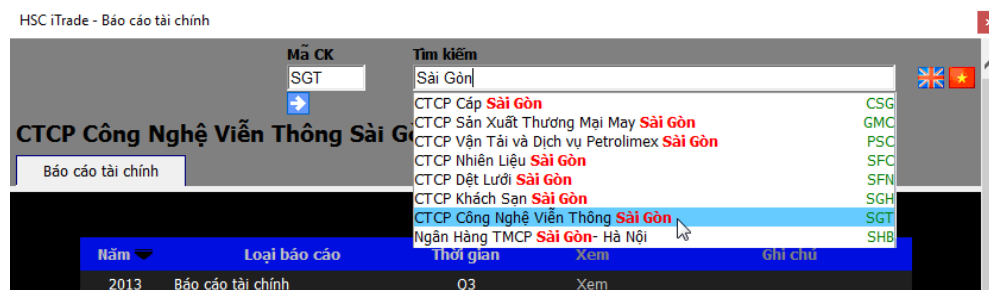 HSC iTrade - Báo cáo tài chính
Mã CK
Tìm kiếm
SGT
Sài Gòn
CTCP Cáp Sài Gòn CSG
CTCP Sản Xuất Thương Mại May Sài Gòn GMC
CTCP Công Nghệ Viễn Thông Sài
CTCP Vận Tải và Dịch vụ Petrolimex Sài Gòn PSC
CTCP Nhiên Liệu Sài Gòn SFC
Báo cáo tài chính
CTCP Dệt Lưới Sài Gòn SFN
CTCP Khách Sạn Sài Gòn SGH
CTCP Công Nghệ Viễn Thông Sài Gòn SGT
Ngân Hàng TMCP Sài Gòn- Hà Nội SHB
Năm Loại báo cáo Thời gian Xem Ghi chú
2013 Báo cáo tài chính Q3 Xem